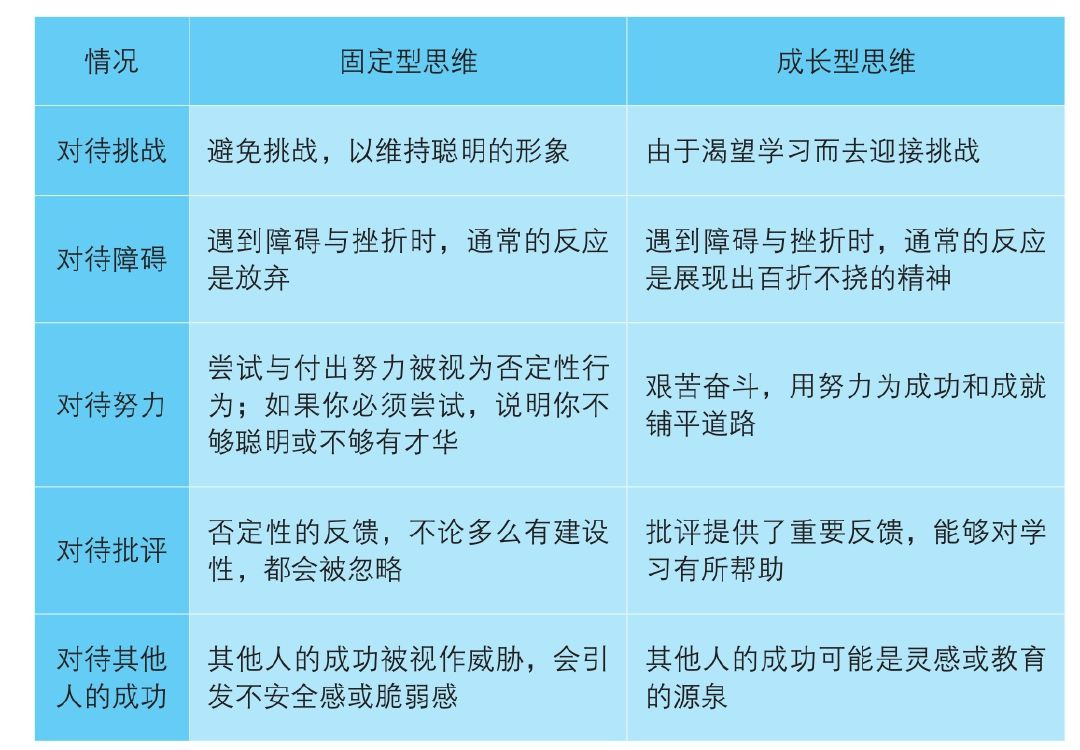 情况
固定型思维
成长型思维
对待挑战
避免挑战，以维持聪明的形象
由于渴望学习而去迎接挑战
对待障碍
遇到障碍与挫折时，通常的反应
是放弃
遇到障碍与挫折时，通常的反应
是展现出百折不挠的精神
对待努力
尝试与付出努力被视为否定性行
为；如果你必须尝试，说明你不
够聪明或不够有才华
艰苦奋斗，用努力为成功和成就
铺平道路
对待批评
否定性的反馈，不论多么有建设
性，都会被忽略
批评提供了重要反馈，能够对学
习有所帮助
对待其他
人的成功
其他人的成功被视作威胁，会引
发不安全感或脆弱感
其他人的成功可能是灵感或教育
的源泉